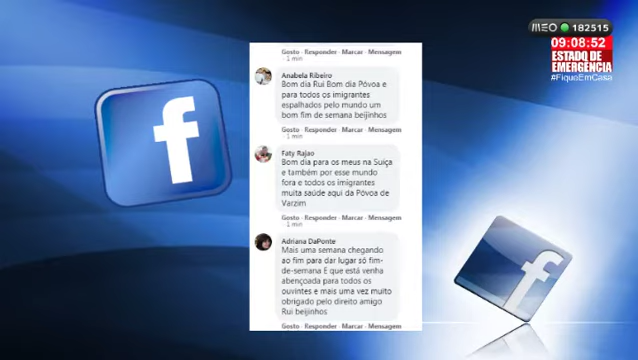 MEO 182515
09:08:52
ESTADO DE
EMERGÊNCIA
#FiqueEmCasa
Gosto · Responder · Marcar · Mensagem
· 1 min
Anabela Ribeiro
Bom dia Rui Bom dia Póvoa e
para todos os imigrantes
espalhados pelo mundo um
bom fim de semana beijinhos
Gosto · Responder · Marcar · Mensagem
· 1 min
Faty Rajao
Bom dia para os meus na Suiça
e também por esse mundo
fora e todos os imigrantes
muita saúde aqui da Póvoa de
Varzim
Gosto · Responder · Marcar · Mensagem
· 1 min
Adriana DaPonte
Mais uma semana chegando
ao fim para dar lugar só fim-
de-semana E que está venha
abençoada para todos os
ouvintes e mais uma vez muito
obrigado pelo direito amigo
Rui beijinhos
Gosto · Responder · Marcar · Mensagem